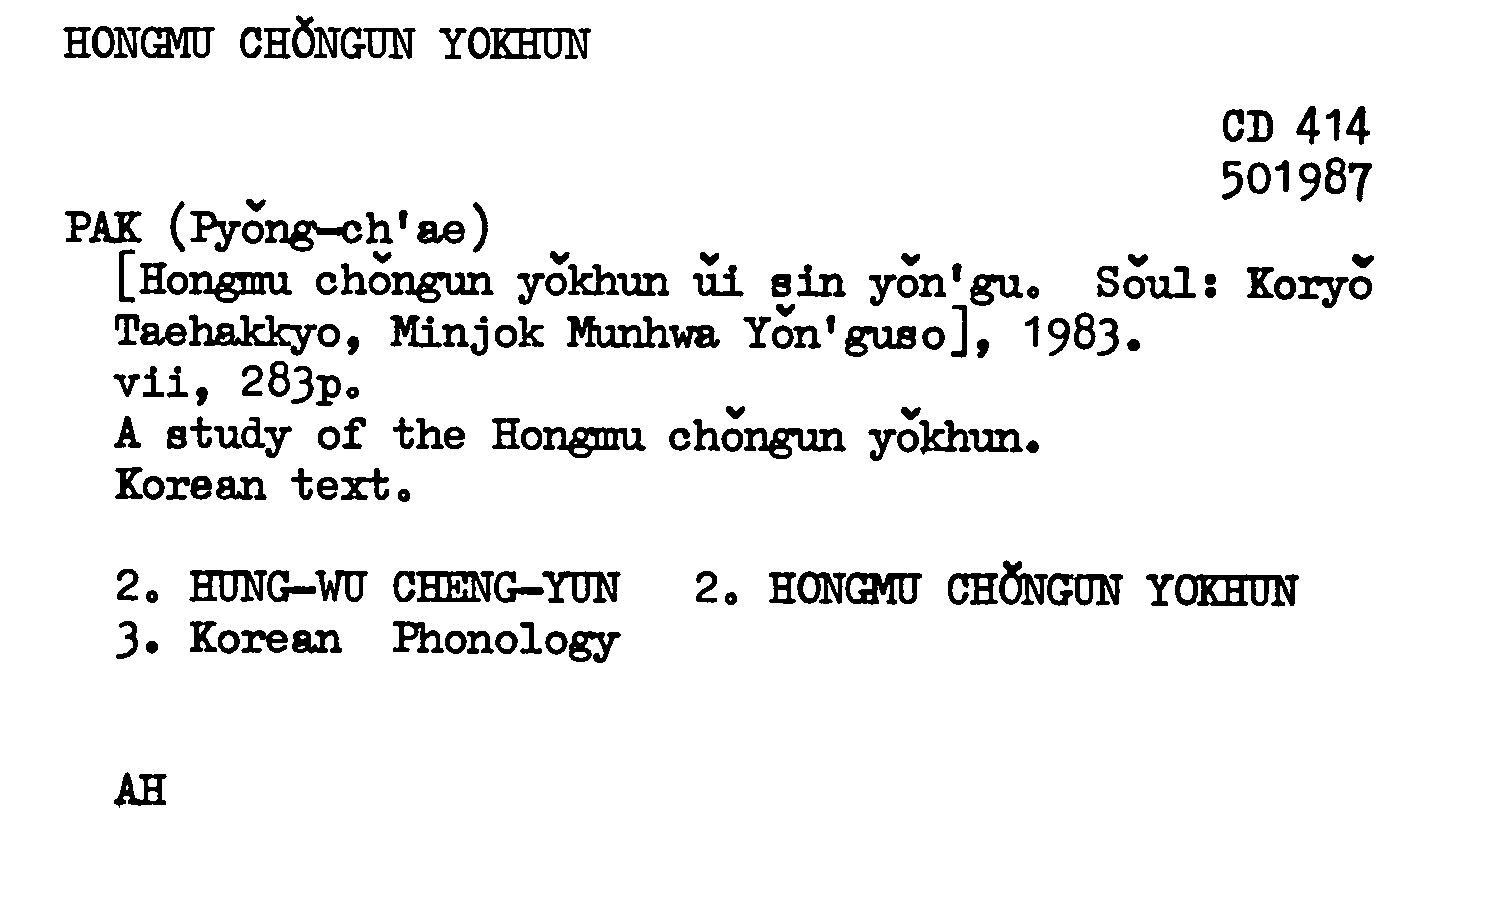 HONGMU CHŎNGUN YOKHUN
CD 414
501987
PAK (Pyŏng-ch'ae)
[Hongmu chŏngun yŏkhun ŭi sin yŏn'gu. Sŏul: Koryŏ
Taehakkyo, Minjok Munhwa Yŏn'guso], 1983.
vii, 283p.
A study of the Hongmu chŏngun yŏkhun.
Korean text.
2. HUNG-WU CHENG-YUN 2. HONGMU CHŎNGUN YOKHUN
3. Korean Phonology
AH